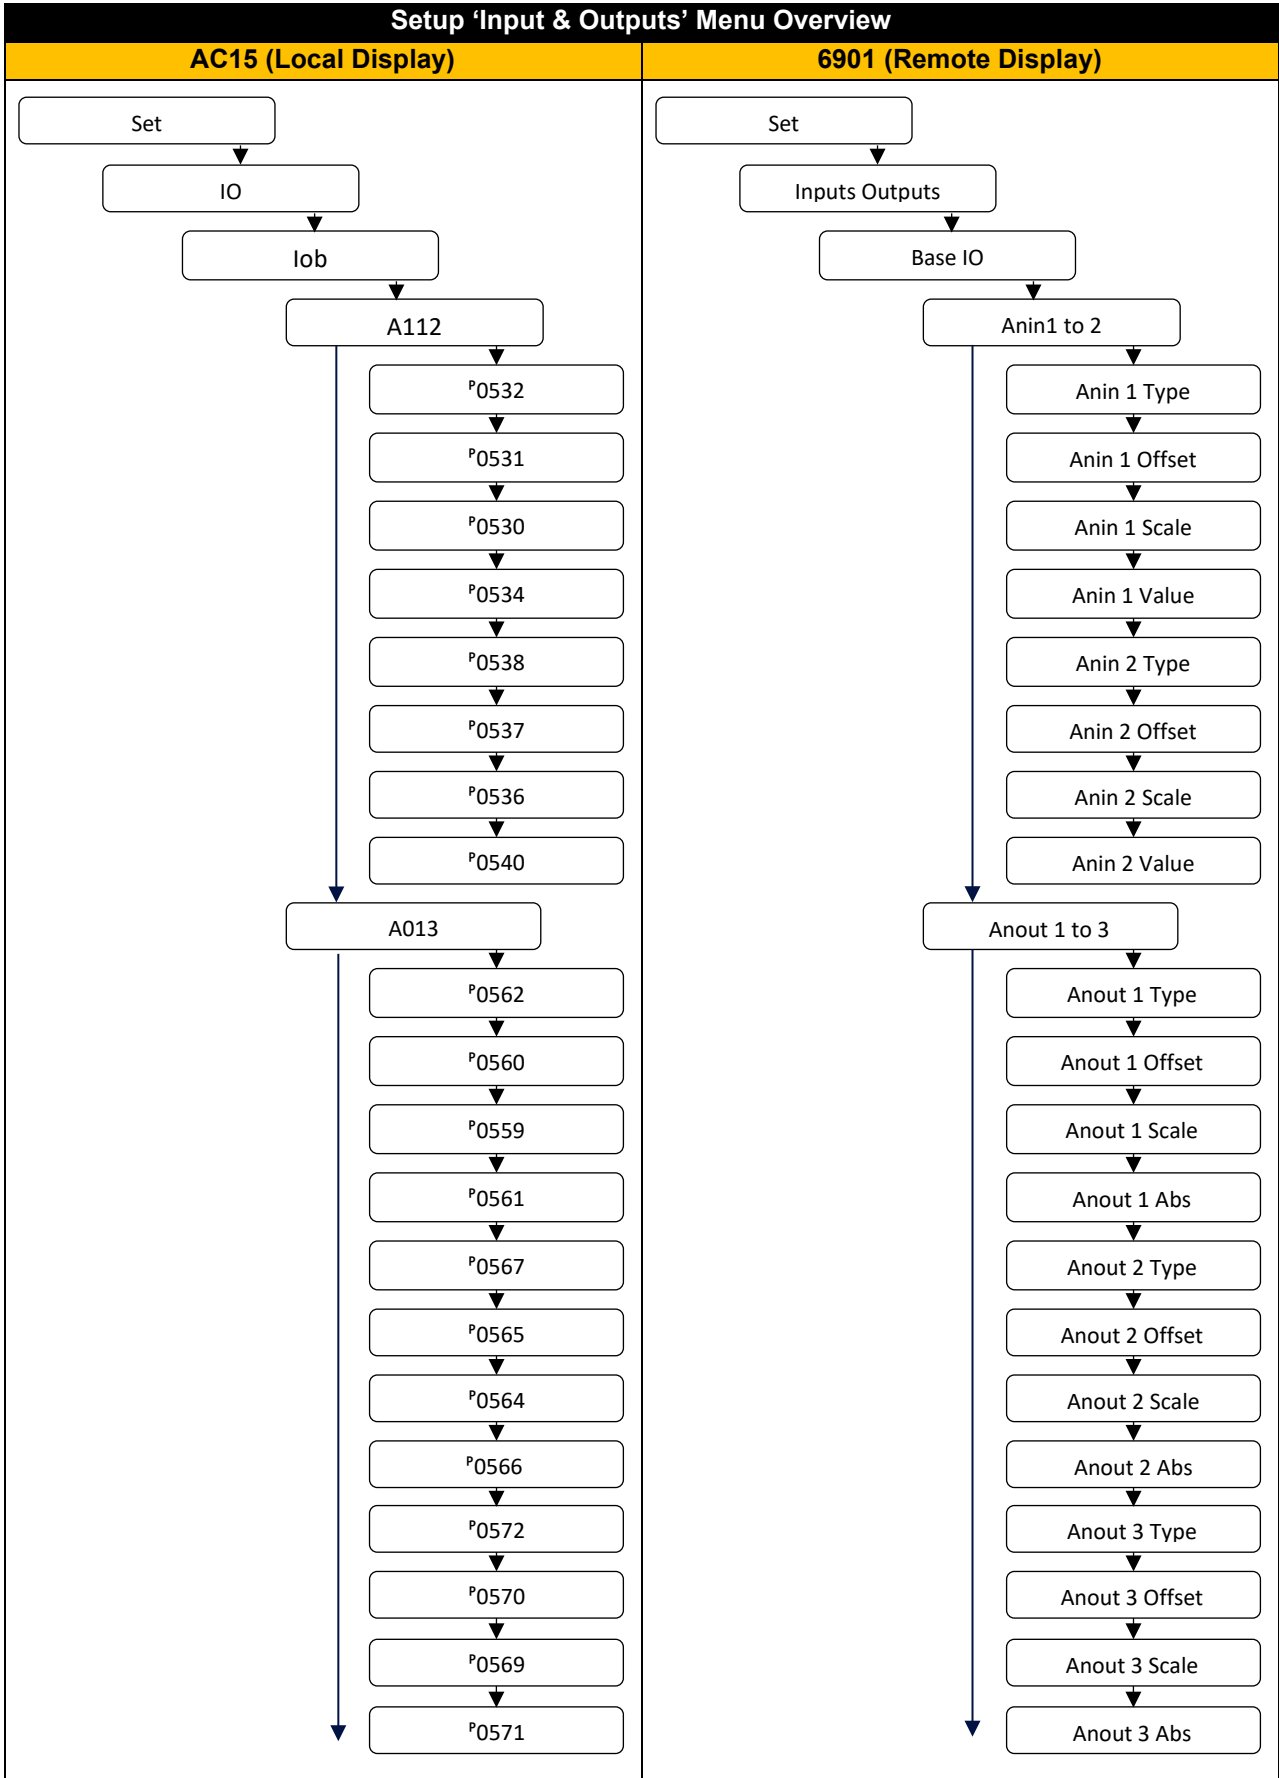 Setup ‘Input & Outputs’ Menu Overview
AC15 (Local Display)
6901 (Remote Display)
Set
IO
Iob
A112
ᴾ0532
ᴾ0531
ᴾ0530
ᴾ0534
ᴾ0538
ᴾ0537
ᴾ0536
ᴾ0540
A013
ᴾ0562
ᴾ0560
ᴾ0559
ᴾ0561
ᴾ0567
ᴾ0565
ᴾ0564
ᴾ0566
ᴾ0572
ᴾ0570
ᴾ0569
ᴾ0571
Set
Inputs Outputs
Base IO
Anin1 to 2
Anin 1 Type
Anin 1 Offset
Anin 1 Scale
Anin 1 Value
Anin 2 Type
Anin 2 Offset
Anin 2 Scale
Anin 2 Value
Anout 1 to 3
Anout 1 Type
Anout 1 Offset
Anout 1 Scale
Anout 1 Abs
Anout 2 Type
Anout 2 Offset
Anout 2 Scale
Anout 2 Abs
Anout 3 Type
Anout 3 Offset
Anout 3 Scale
Anout 3 Abs